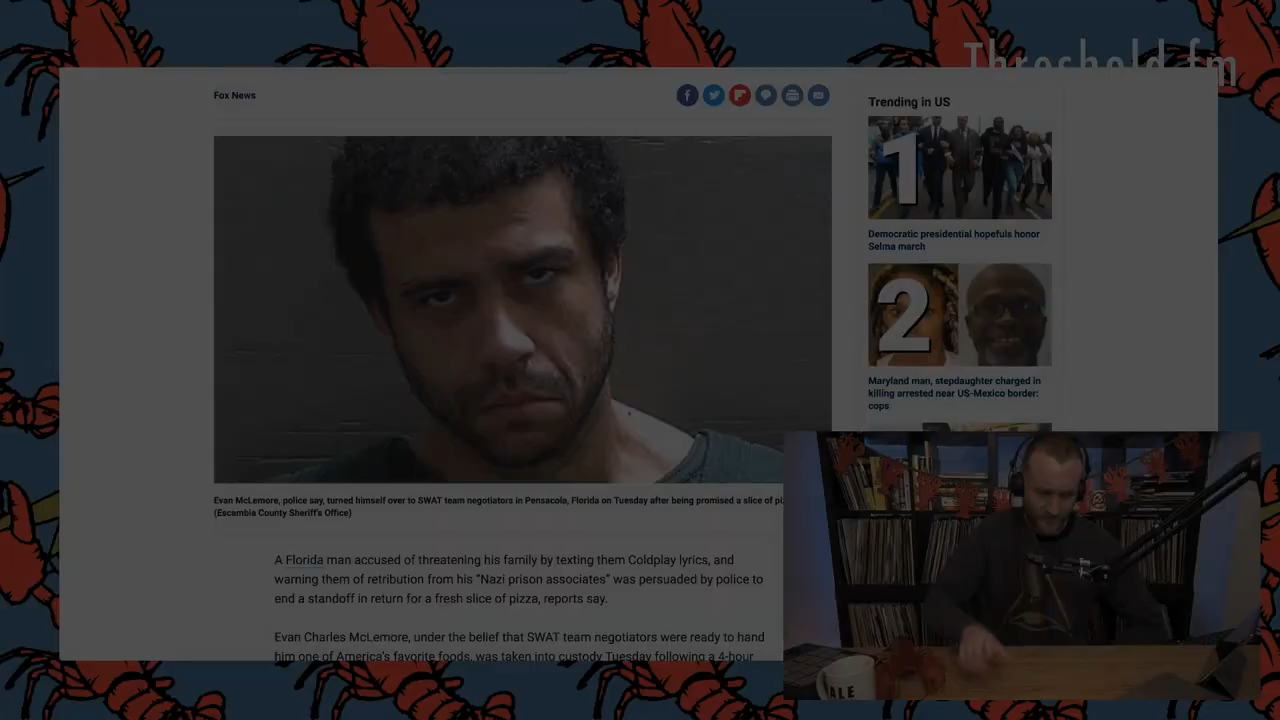 Threshold.fm
Fox News
Trending in US
1
Democratic presidential hopefuls honor
Selma march
2
Maryland man, stepdaughter charged in
killing arrested near US-Mexico border:
cops
Evan McLemore, police say, turned himself over to SWAT team negotiators in Pensacola, Florida on Tuesday after being promised a slice of
(Escambia County Sheriff's Office)
A Florida man accused of threatening his family by texting them Coldplay lyrics, and
warning them of retribution from his "Nazi prison associates" was persuaded by police to
end a standoff in return for a fresh slice of pizza, reports say.
Evan Charles McLemore, under the belief that SWAT team negotiators were ready to hand
him one of America's favorite foods, was taken into custody Tuesday following a 4-hour
ALE